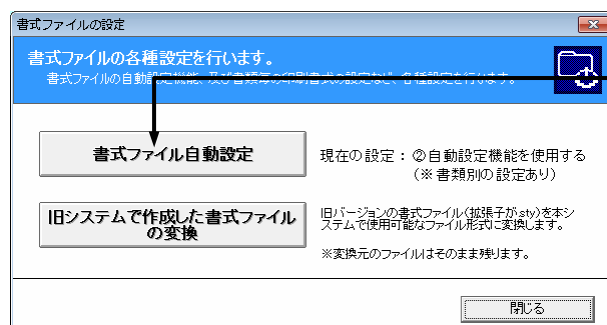 書式ファイルの設定
書式ファイルの各種設定を行います。
書式ファイルの自動設定機能、及び書類毎の印刷書式の設定など、各種設定を行います。
書式ファイル自動設定
現在の設定：②自動設定機能を使用する
（※書類別の設定あり）
旧システムで作成した書式ファイル
の変換
旧バージョンの書式ファイル（拡張子が.sty）を本シ
ステムで使用可能なファイル形式に変換します。
※変換元のファイルはそのまま残ります。
閉じる